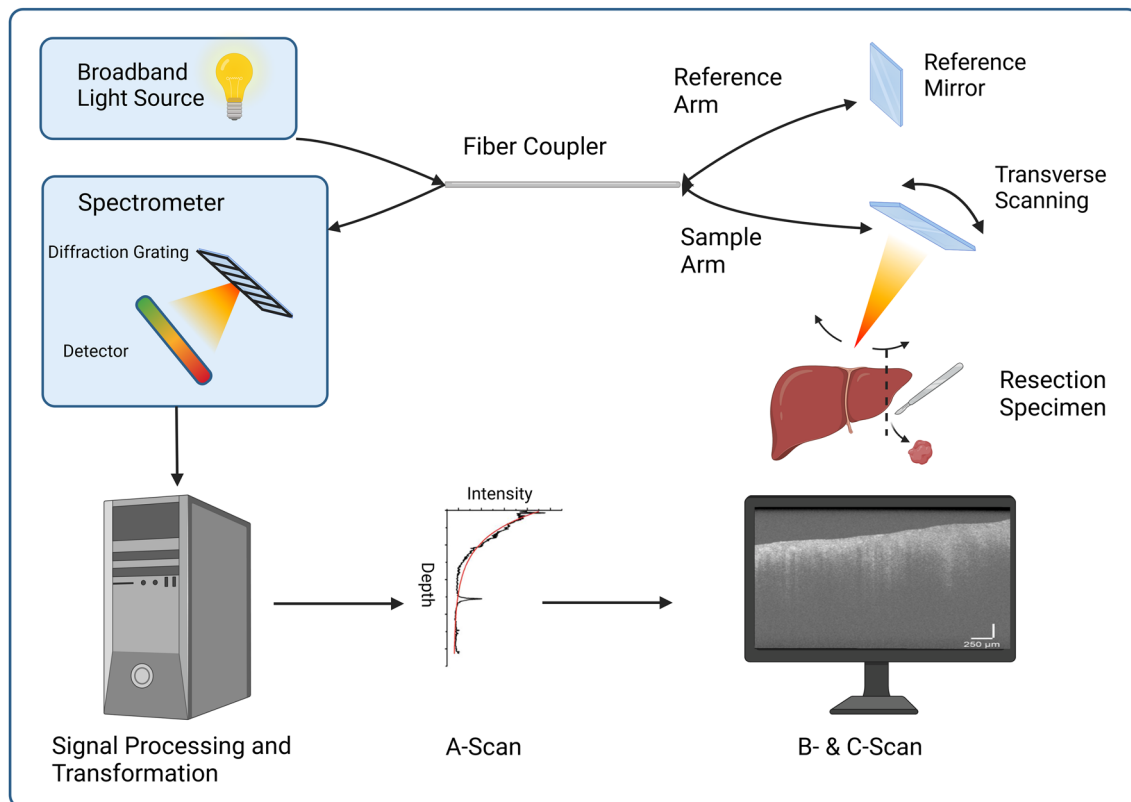 Broadband
Light Source
Reference
Arm
Reference
Mirror
Fiber Coupler
Transverse
Scanning
Spectrometer
Diffraction Grating
Detector
Sample
Arm
Resection
Specimen
Intensity
Depth
250 µm
Signal Processing and
Transformation
A-Scan
B- & C-Scan